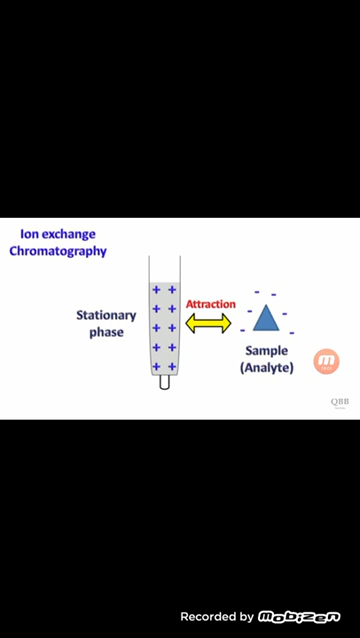 Ion exchange
Chromatography
+ +
+ +
+ +
+ +
+ +
Stationary
phase
Attraction
- -
- -
- -
Sample
(Analyte)
M
QBB
Recorded by Mobizen